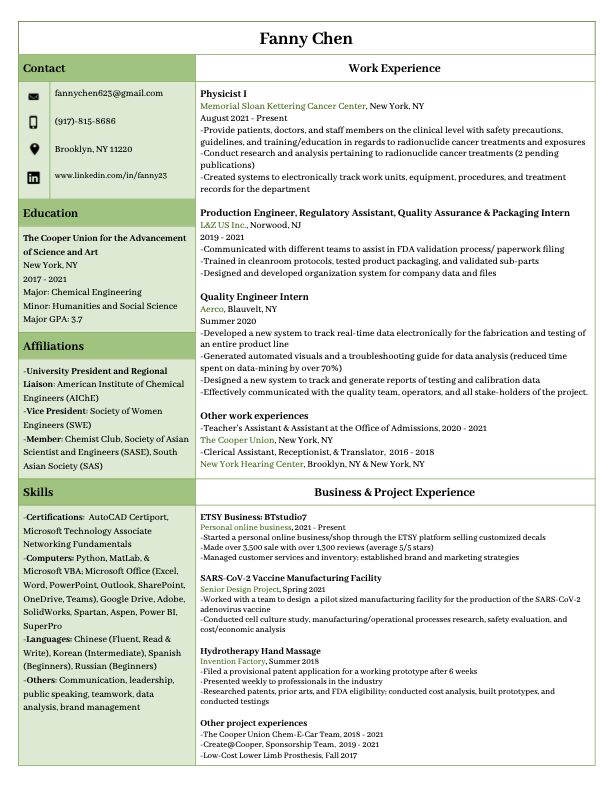 Fanny Chen
Contact
fannychen623@gmail.com
(917)-815-8686
Brooklyn, NY 11220
www.linkedin.com/in/fanny23
Education
The Cooper Union for the Advancement
of Science and Art
New York, NY
2017 - 2021
Major: Chemical Engineering
Minor: Humanities and Social Science
Major GPA: 3.7
Affiliations
-University President and Regional
Liaison: American Institute of Chemical
Engineers (AIChE)
-Vice President: Society of Women
Engineers (SWE)
-Member: Chemist Club, Society of Asian
Scientist and Engineers (SASE), South
Asian Society (SAS)
Skills
-Certifications: AutoCAD Certiport,
Microsoft Technology Associate
Networking Fundamentals
-Computers: Python, MatLab, &
Microsoft VBA; Microsoft Office (Excel,
Word, PowerPoint, Outlook, SharePoint,
OneDrive, Teams), Google Drive, Adobe,
SolidWorks, Spartan, Aspen, Power BI,
SuperPro
-Languages: Chinese (Fluent, Read &
Write), Korean (Intermediate), Spanish
(Beginners), Russian (Beginners)
-Others: Communication, leadership,
public speaking, teamwork, data
analysis, brand management
Work Experience
Physicist I
Memorial Sloan Kettering Cancer Center, New York, NY
August 2021 - Present
-Provide patients, doctors, and staff members on the clinical level with safety precautions,
guidelines, and training/education in regards to radionuclide cancer treatments and exposures
-Conduct research and analysis pertaining to radionuclide cancer treatments (2 pending
publications)
-Created systems to electronically track work units, equipment, procedures, and treatment
records for the department
Production Engineer, Regulatory Assistant, Quality Assurance & Packaging Intern
L&Z US Inc., Norwood, NJ
2019 - 2021
-Communicated with different teams to assist in FDA validation process/ paperwork filing
-Trained in cleanroom protocols, tested product packaging, and validated sub-parts
-Designed and developed organization system for company data and files
Quality Engineer Intern
Aerco, Blauvelt, NY
Summer 2020
-Developed a new system to track real-time data electronically for the fabrication and testing of
an entire product line
-Generated automated visuals and a troubleshooting guide for data analysis (reduced time
spent on data-mining by over 70%)
-Designed a new system to track and generate reports of testing and calibration data
-Effectively communicated with the quality team, operators, and all stake-holders of the project.
Other work experiences
-Teacher's Assistant & Assistant at the Office of Admissions, 2020 - 2021
The Cooper Union, New York, NY
-Clerical Assistant, Receptionist, & Translator, 2016 - 2018
New York Hearing Center, Brooklyn, NY & New York, NY
Business & Project Experience
ETSY Business: BTstudio7
Personal online business, 2021 - Present
-Started a personal online business/shop through the ETSY platform selling customized decals
-Made over 3,500 sale with over 1,300 reviews (average 5/5 stars)
-Managed customer services and inventory; established brand and marketing strategies
SARS-CoV-2 Vaccine Manufacturing Facility
Senior Design Project, Spring 2021
-Worked with a team to design a pilot sized manufacturing facility for the production of the SARS-CoV-2
adenovirus vaccine
-Conducted cell culture study, manufacturing/operational processes research, safety evaluation, and
cost/economic analysis
Hydrotherapy Hand Massage
Invention Factory, Summer 2018
-Filed a provisional patent application for a working prototype after 6 weeks
-Presented weekly to professionals in the industry
-Researched patents, prior arts, and FDA eligibility; conducted cost analysis, built prototypes, and
conducted testings
Other project experiences
-The Cooper Union Chem-E-Car Team, 2018 - 2021
-Create@Cooper, Sponsorship Team, 2019 - 2021
-Low-Cost Lower Limb Prosthesis, Fall 2017